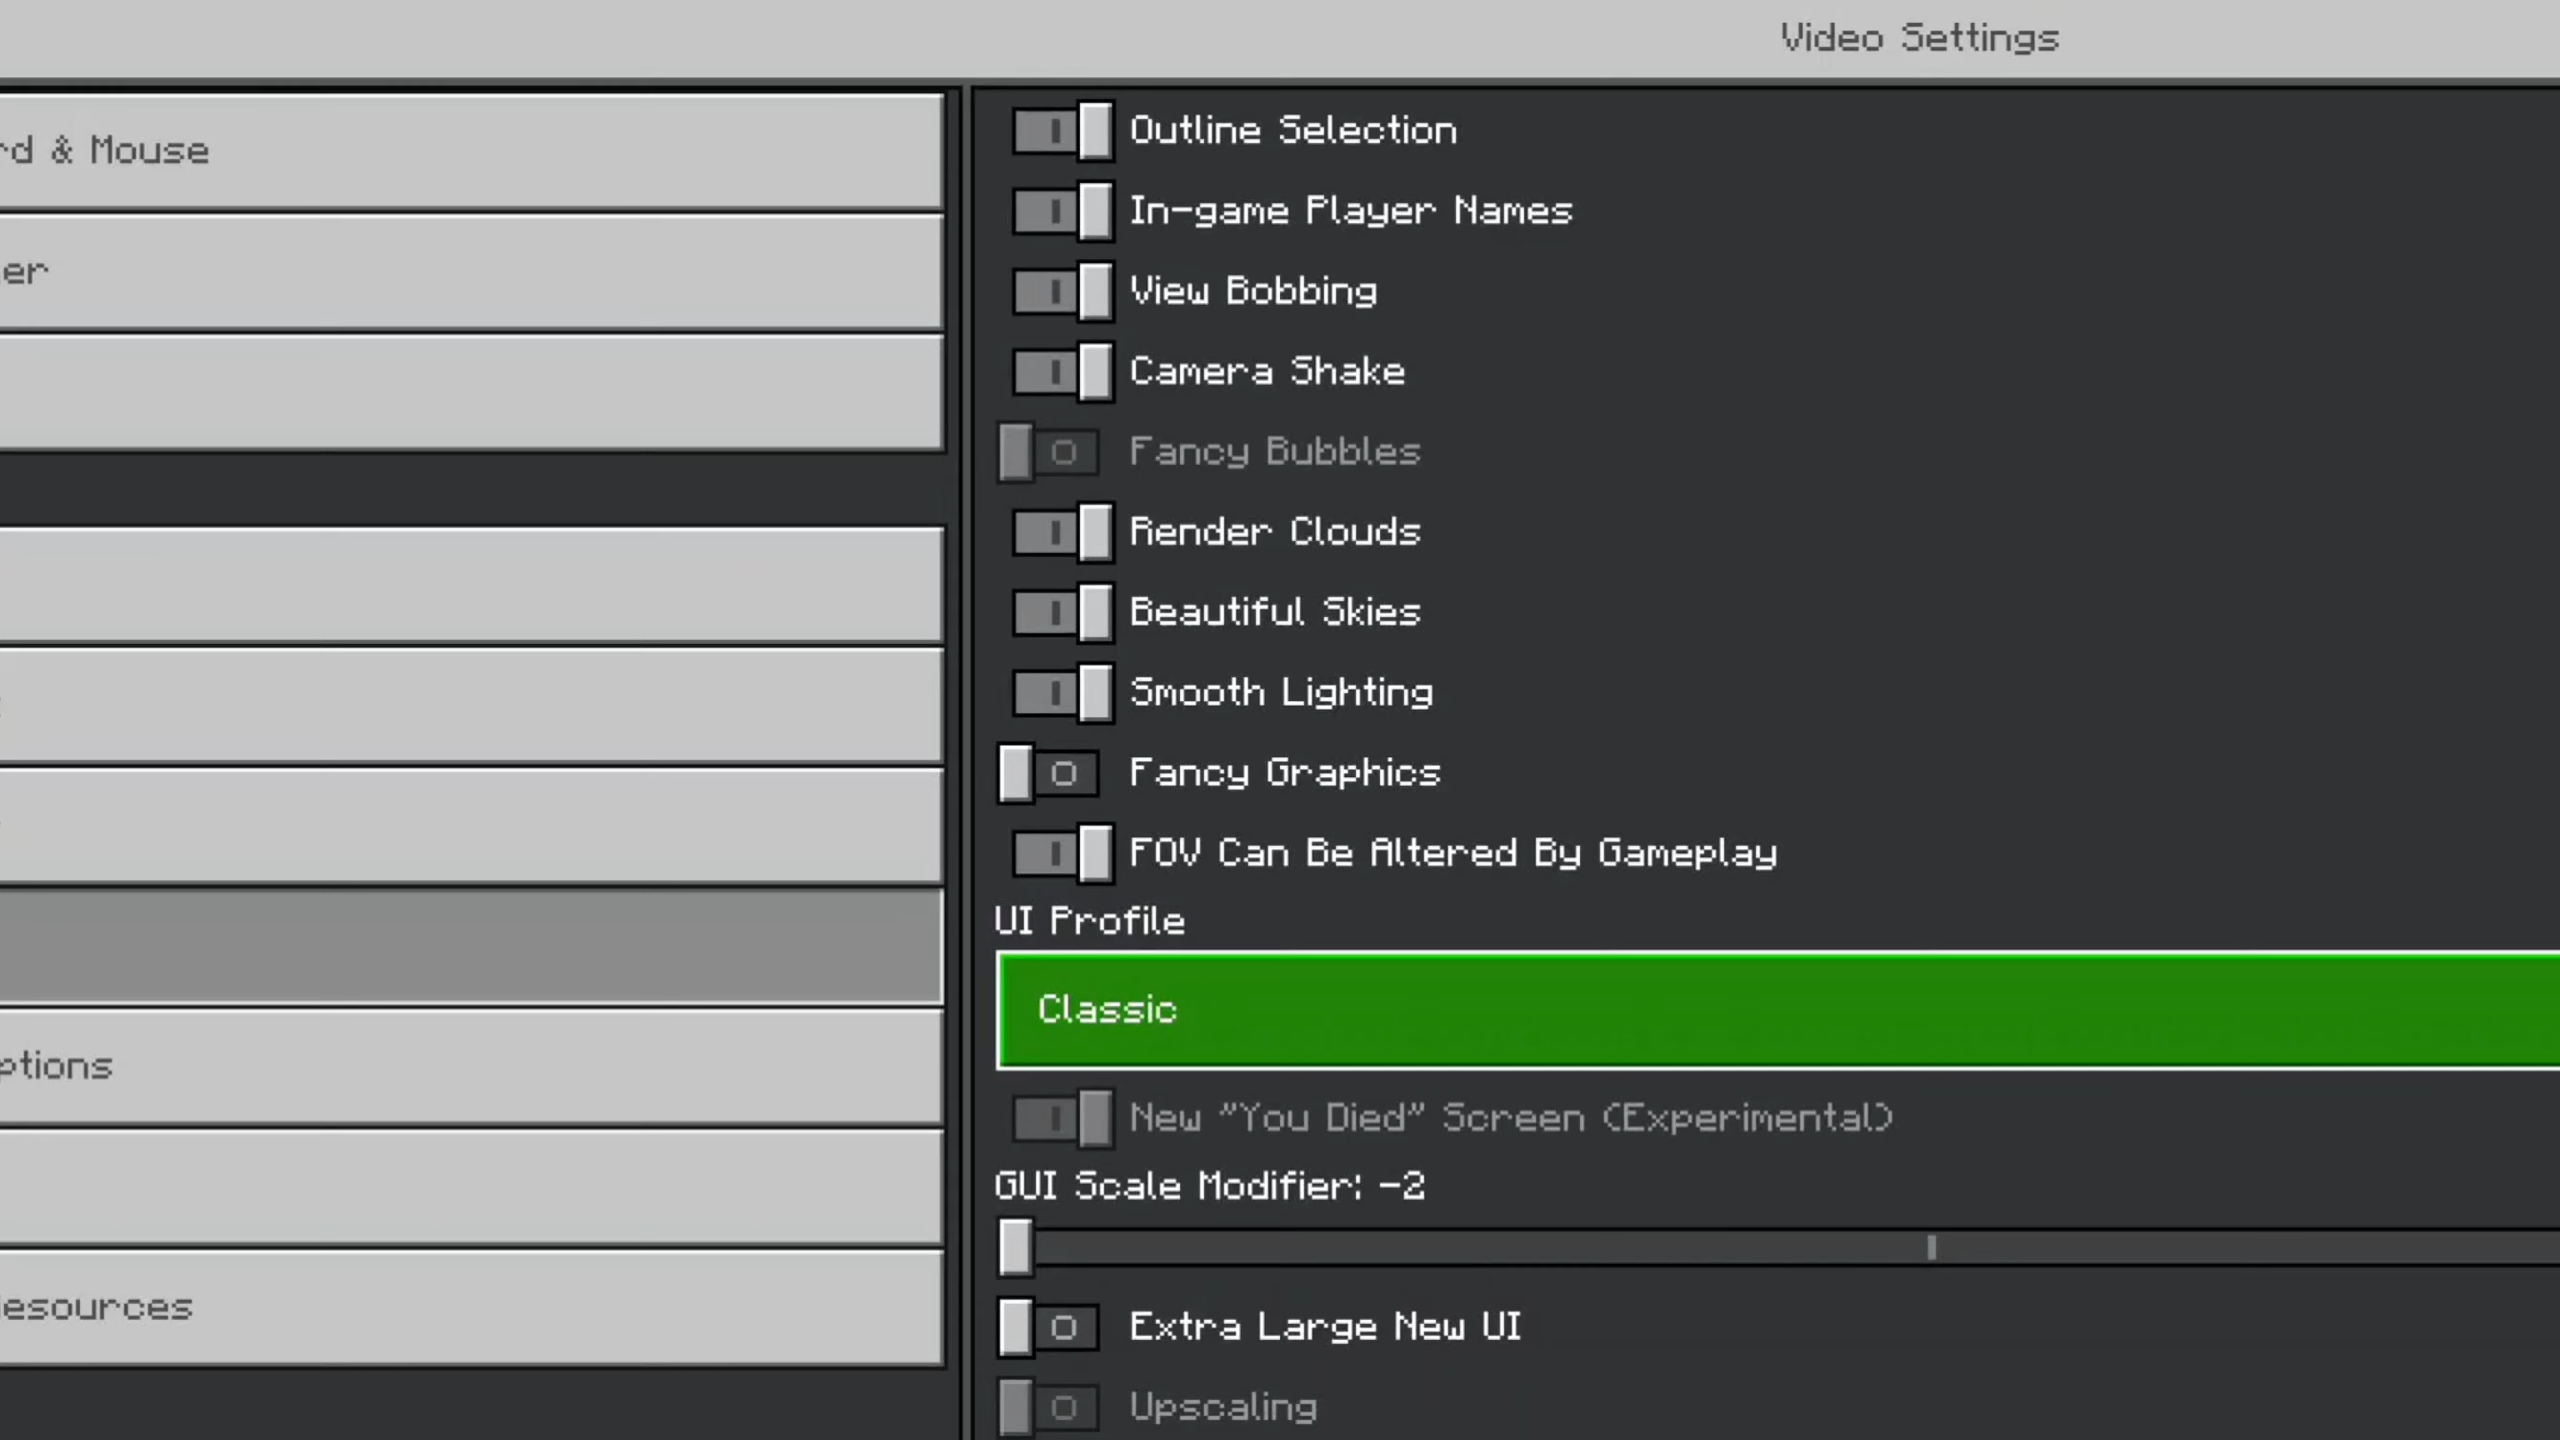 Video Settings
rd & Mouse
er
ptions
esources
Outline Selection
In-game Player Names
View Bobbing
Camera Shake
Fancy Bubbles
Render Clouds
Beautiful Skies
Smooth Lighting
Fancy Graphics
FOV Can Be Altered By Gameplay
UI Profile
Classic
New "You Died" Screen (Experimental)
GUI Scale Modifier: -2
Extra Large New UI
Upscaling